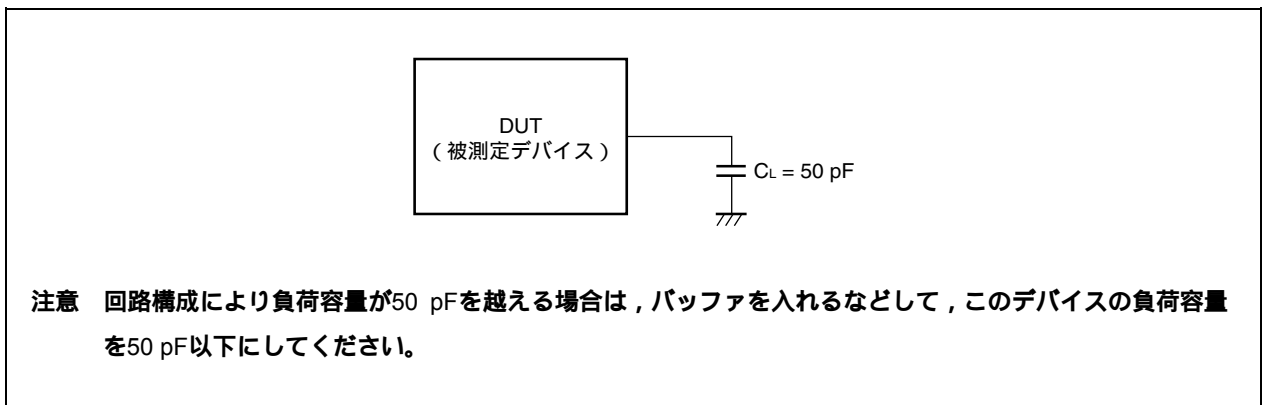 DUT
（被測定デバイス）
CL = 50 pF
注意　回路構成により負荷容量が50 pFを越える場合は，バッファを入れるなどして，このデバイスの負荷容量
を50 pF以下にしてください。